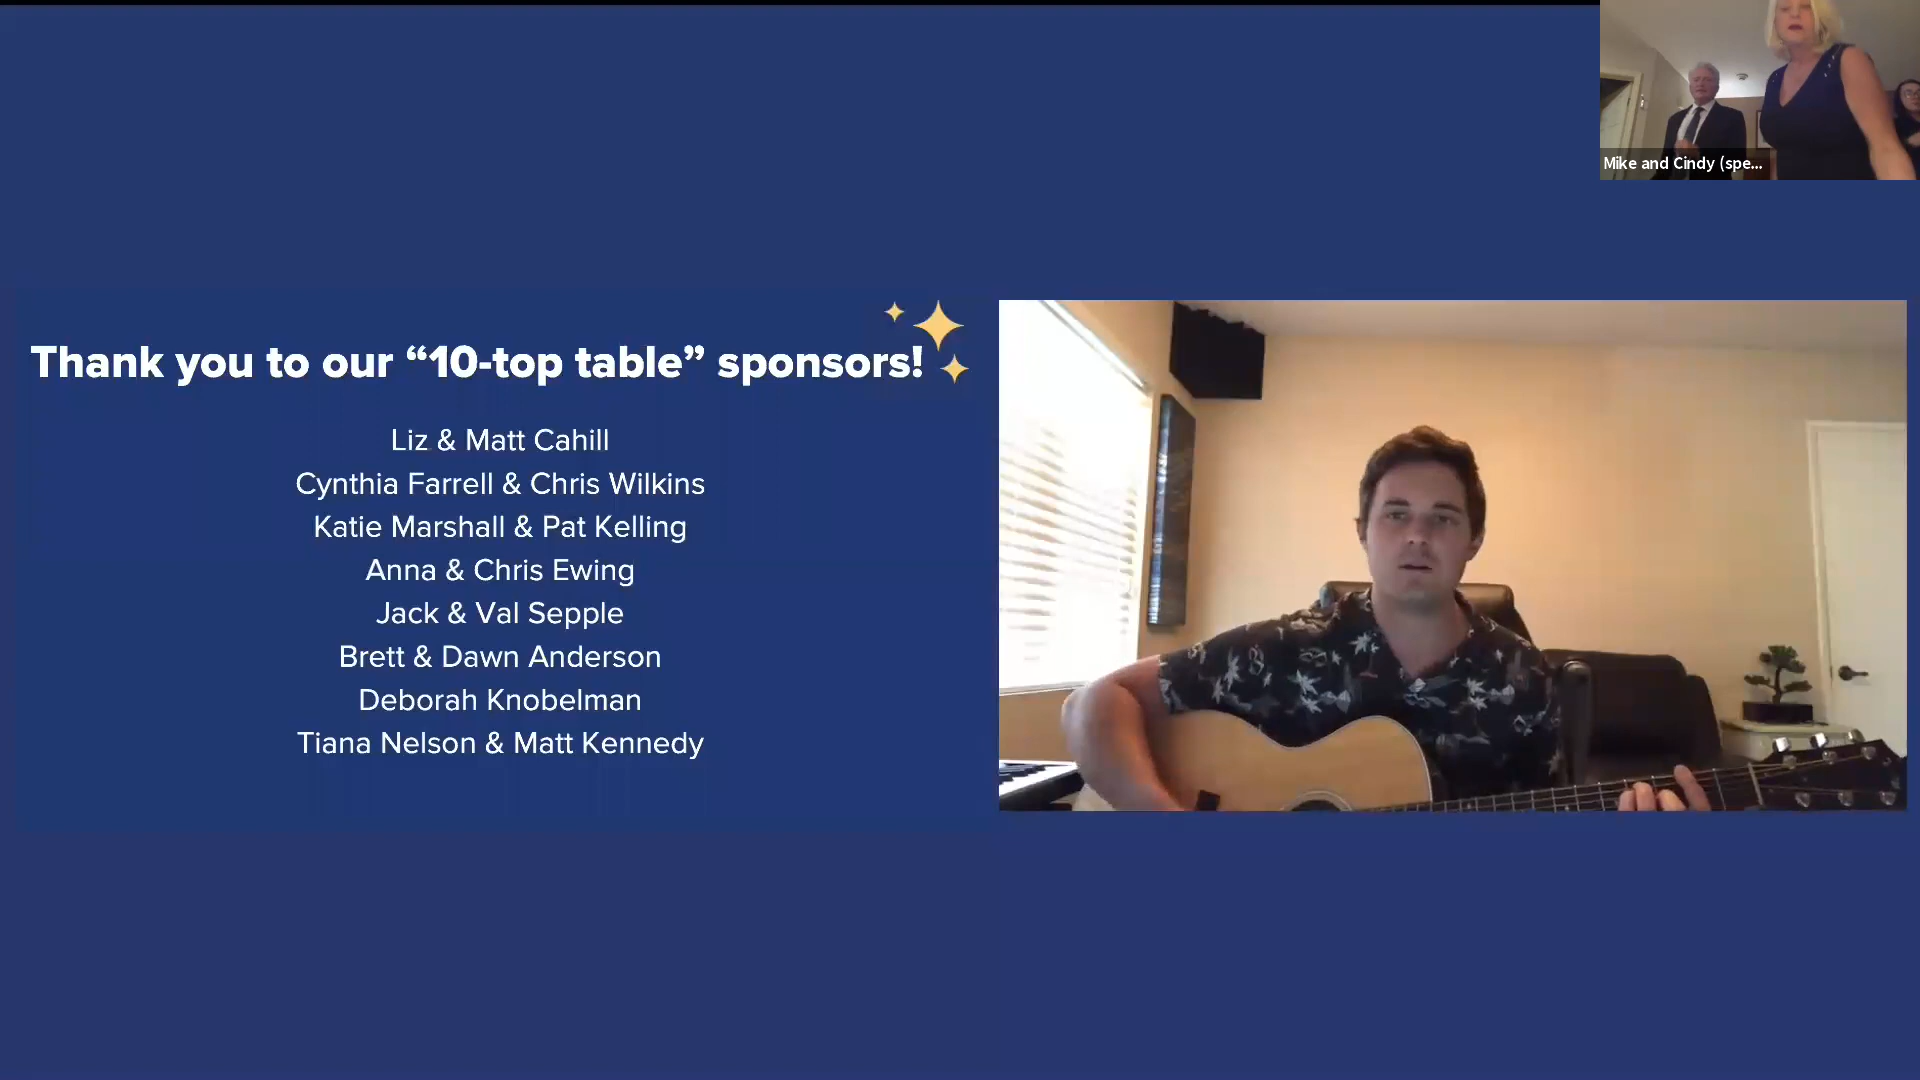 Mike and Cindy (spe...
Thank you to our “10-top table” sponsors!
Liz & Matt Cahill
Cynthia Farrell & Chris Wilkins
Katie Marshall & Pat Kelling
Anna & Chris Ewing
Jack & Val Sepple
Brett & Dawn Anderson
Deborah Knobelman
Tiana Nelson & Matt Kennedy